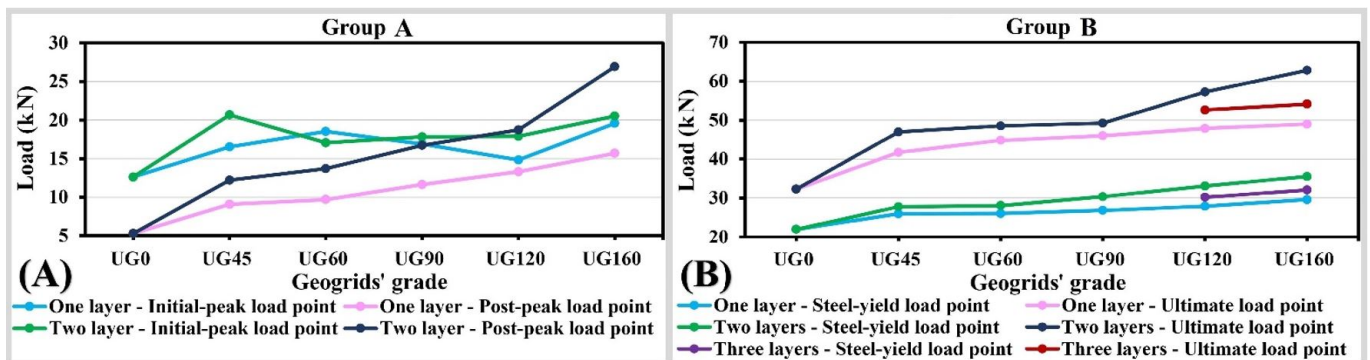 Group A
Load (kN)
30
25
20
15
10
5
UG0 UG45 UG60 UG90 UG120 UG160
Geogrids' grade
(A)
One layer - Initial-peak load point
One layer - Post-peak load point
Two layer - Initial-peak load point
Two layer - Post-peak load point
Group B
Load (kN)
70
60
50
40
30
20
UG0 UG45 UG60 UG90 UG120 UG160
Geogrids' grade
(B)
One layer - Steel-yield load point
One layer - Ultimate load point
Two layers - Steel-yield load point
Two layers - Ultimate load point
Three layers - Steel-yield load point
Three layers - Ultimate load point